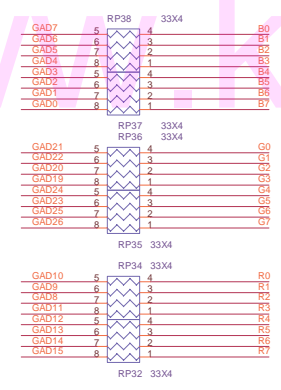 RP38 33X4
GAD7 5 4 B0
GAD6 6 3 B1
GAD5 7 2 B2
GAD4 8 1 B3
GAD3 5 4 B4
GAD2 6 3 B5
GAD1 7 2 B6
GAD0 8 1 B7
RP37 33X4
RP36 33X4
GAD21 5 4 G0
GAD22 6 3 G1
GAD20 7 2 G2
GAD19 8 1 G3
GAD24 5 4 G4
GAD23 6 3 G5
GAD25 7 2 G6
GAD26 8 1 G7
RP35 33X4
RP34 33X4
GAD10 5 4 R0
GAD9 6 3 R1
GAD8 7 2 R2
GAD11 8 1 R3
GAD12 5 4 R4
GAD13 6 3 R5
GAD14 7 2 R6
GAD15 8 1 R7
RP32 33X4